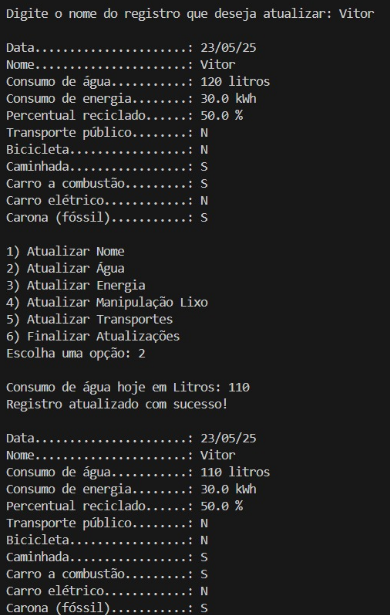 Digite o nome do registro que deseja atualizar: Vitor
Data......................: 23/05/25
Nome......................: Vitor
Consumo de água...........: 120 litros
Consumo de energia........: 30.0 kWh
Percentual reciclado......: 50.0 %
Transporte público........: N
Bicicleta.................: N
Caminhada.................: S
Carro a combustão.........: S
Carro elétrico............: N
Carona (fóssil)...........: S
1) Atualizar Nome
2) Atualizar Água
3) Atualizar Energia
4) Atualizar Manipulação Lixo
5) Atualizar Transportes
6) Finalizar Atualizações
Escolha uma opção: 2
Consumo de água hoje em Litros: 110
Registro atualizado com sucesso!
Data......................: 23/05/25
Nome......................: Vitor
Consumo de água...........: 110 litros
Consumo de energia........: 30.0 kWh
Percentual reciclado......: 50.0 %
Transporte público........: N
Bicicleta.................: N
Caminhada.................: S
Carro a combustão.........: S
Carro elétrico............: N
Carona (fóssil)...........: S